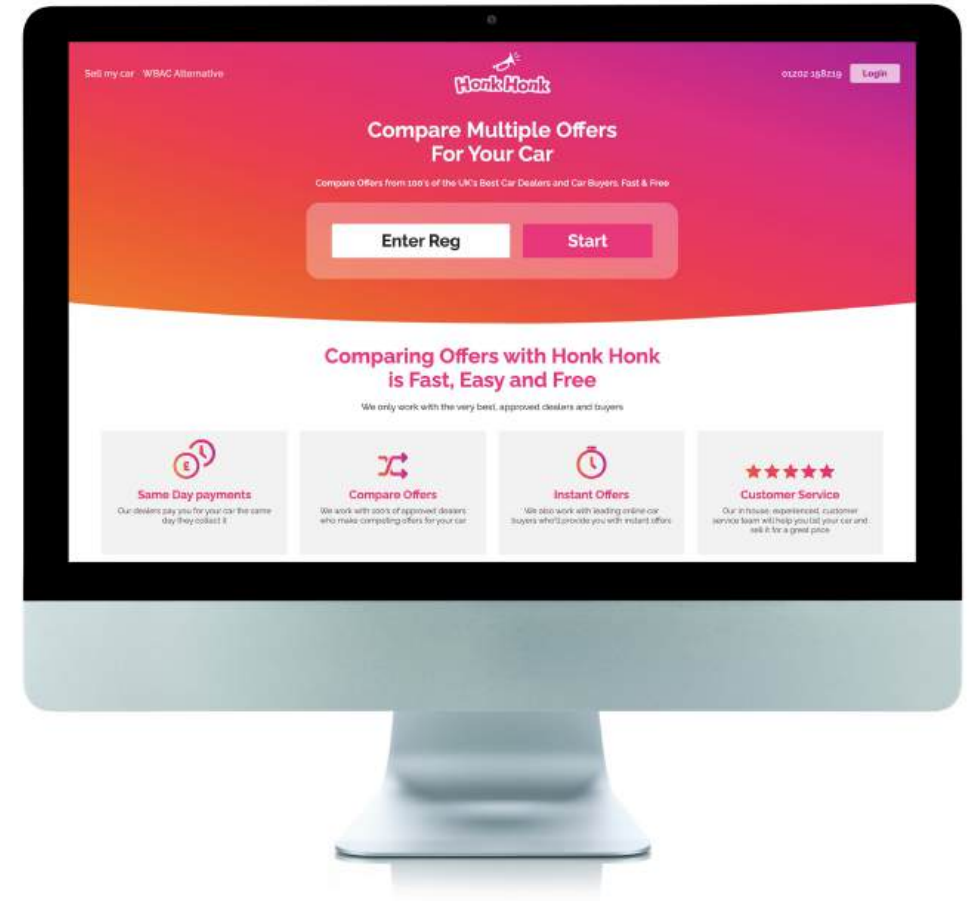 Sell my car WBAC Alternative
Honk Honk
01202 158219 Login
Compare Multiple Offers
For Your Car
Compare Offers from 100's of the UK's Best Car Dealers and Car Buyers, Fast & Free
Enter Reg
Start
Comparing Offers with Honk Honk
is Fast, Easy and Free
We only work with the very best, approved dealers and buyers
£
Same Day payments
Our dealers pay you for your car the same
day they collect it
Compare Offers
We work with 100's of approved dealers
who make competing offers for your car
Instant Offers
We also work with leading online car
buyers who'll provide you with instant offers
Customer Service
Our in house, experienced, customer
service team will help you list your car and
sell it for a great price